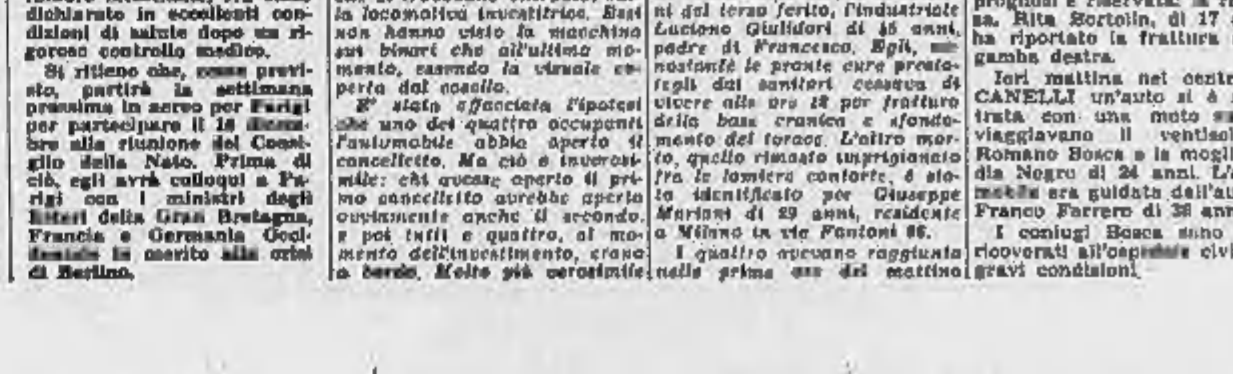 dichiarato in eccellenti con-
dizioni di salute dopo un ri-
goroso controllo medico.
Si ritiene che, come previ-
sto, partirà la settimana
prossima in aereo per Parigi
per partecipare il 14 dicem-
bre alla riunione del Consi-
glio della Nato. Prima di
ciò, egli avrà colloqui a Pa-
rigi con i ministri degli
Esteri della Gran Bretagna,
Francia e Germania Occi-
dentale in merito alla crisi
di Berlino.
la locomotiva investitrice. Essi
non hanno visto la macchina
sui binari che all'ultimo mo-
mento, essendo la visuale co-
perta dal casello.
E' stata affacciata l'ipotesi
che uno dei quattro occupanti
l'automobile abbia aperto il
cancelletto. Ma ciò è inverosi-
mile: chi avesse aperto il pri-
mo cancelletto avrebbe aperto
ovviamente anche il secondo,
e poi tutti e quattro, al mo-
mento dell'investimento, erano
a bordo. Molto più verosimile
ni del terzo ferito, l'industriale
Luciano Giulidori di 45 anni,
padre di Francesco. Egli,
nostante le pronte cure presta-
tegli dai sanitari cessava di
vivere alle ore 18 per frattura
della base cranica e sfonda-
mento del torace. L'altro mor-
to, quello rimasto imprigionato
fra le lamiere contorte, è sta-
to identificato per Giuseppe
Mariani di 29 anni, residente
a Milano in via Fantoni
I quattro avevano raggiunto
nelle prime ore del mattino
prognosi è riservata: la
sa. Rita Bortolin, di 17
ha riportato la frattura
gamba destra.
Ieri mattina nel centr
CANELLI un'auto si è
trata con una moto su
viaggiavano il ventisei
Romano Bosca e la mogli
dia Negro di 24 anni. L'a
mobile era guidata dall'au
Franco Farrero di 38 ann
I coniugi Bosca sono
ricoverati all'ospedale civi
gravi condizioni.